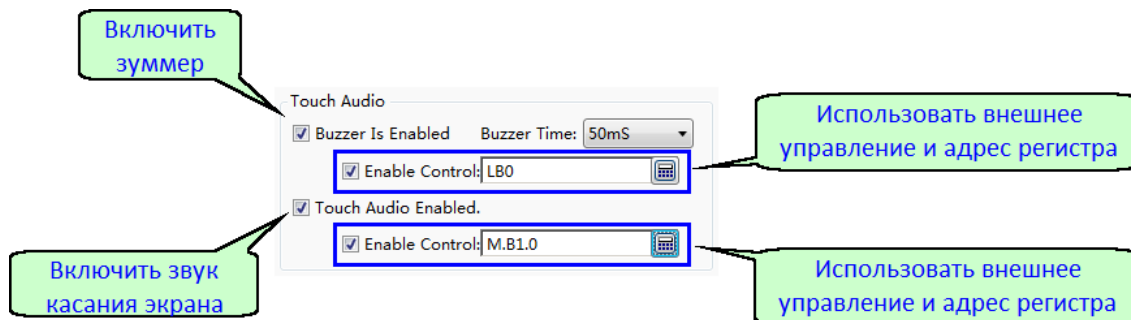 Включить
зуммер
Touch Audio
Buzzer Is Enabled Buzzer Time: 50mS
Использовать внешнее
управление и адрес регистра
Enable Control: LB0
Touch Audio Enabled.
Enable Control: M.B1.0
Включить звук
касания экрана
Использовать внешнее
управление и адрес регистра